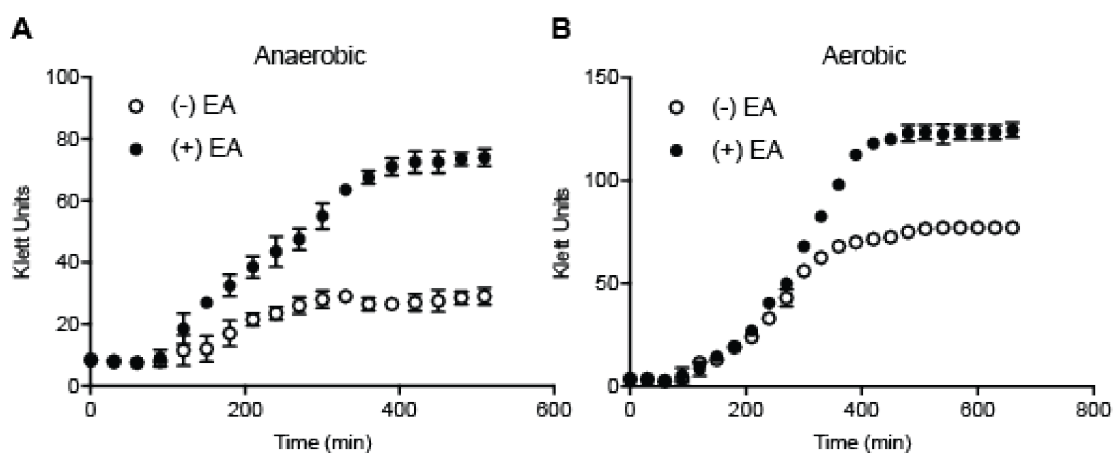 A
Anaerobic
100
80
60
40
20
0
Klett Units
(-) EA
(+) EA
0
200
400
600
Time (min)
B
Aerobic
150
100
50
0
Klett Units
(-) EA
(+) EA
0
200
400
600
800
Time (min)